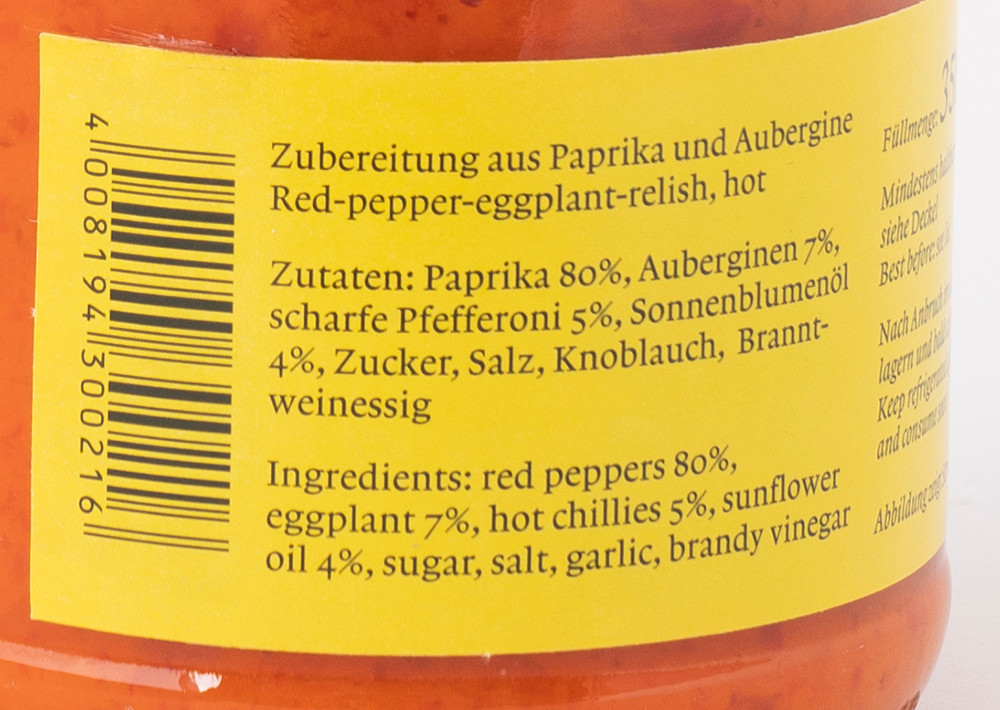 4 008194 300216
Zubereitung aus Paprika und Aubergine
Red-pepper-eggplant-relish, hot
Zutaten: Paprika 80%, Auberginen 7%,
scharfe Pfefferoni 5%, Sonnenblumenöl
4%, Zucker, Salz, Knoblauch, Brannt-
weinessig
Ingredients: red peppers 80%,
eggplant 7%, hot chillies 5%, sunflower
oil 4%, sugar, salt, garlic, brandy vinegar
Füllmenge:
Mindestens
siehe Deckel
Best before:
Nach Anbruch
lagern und
Keep
and consume
Abbildung